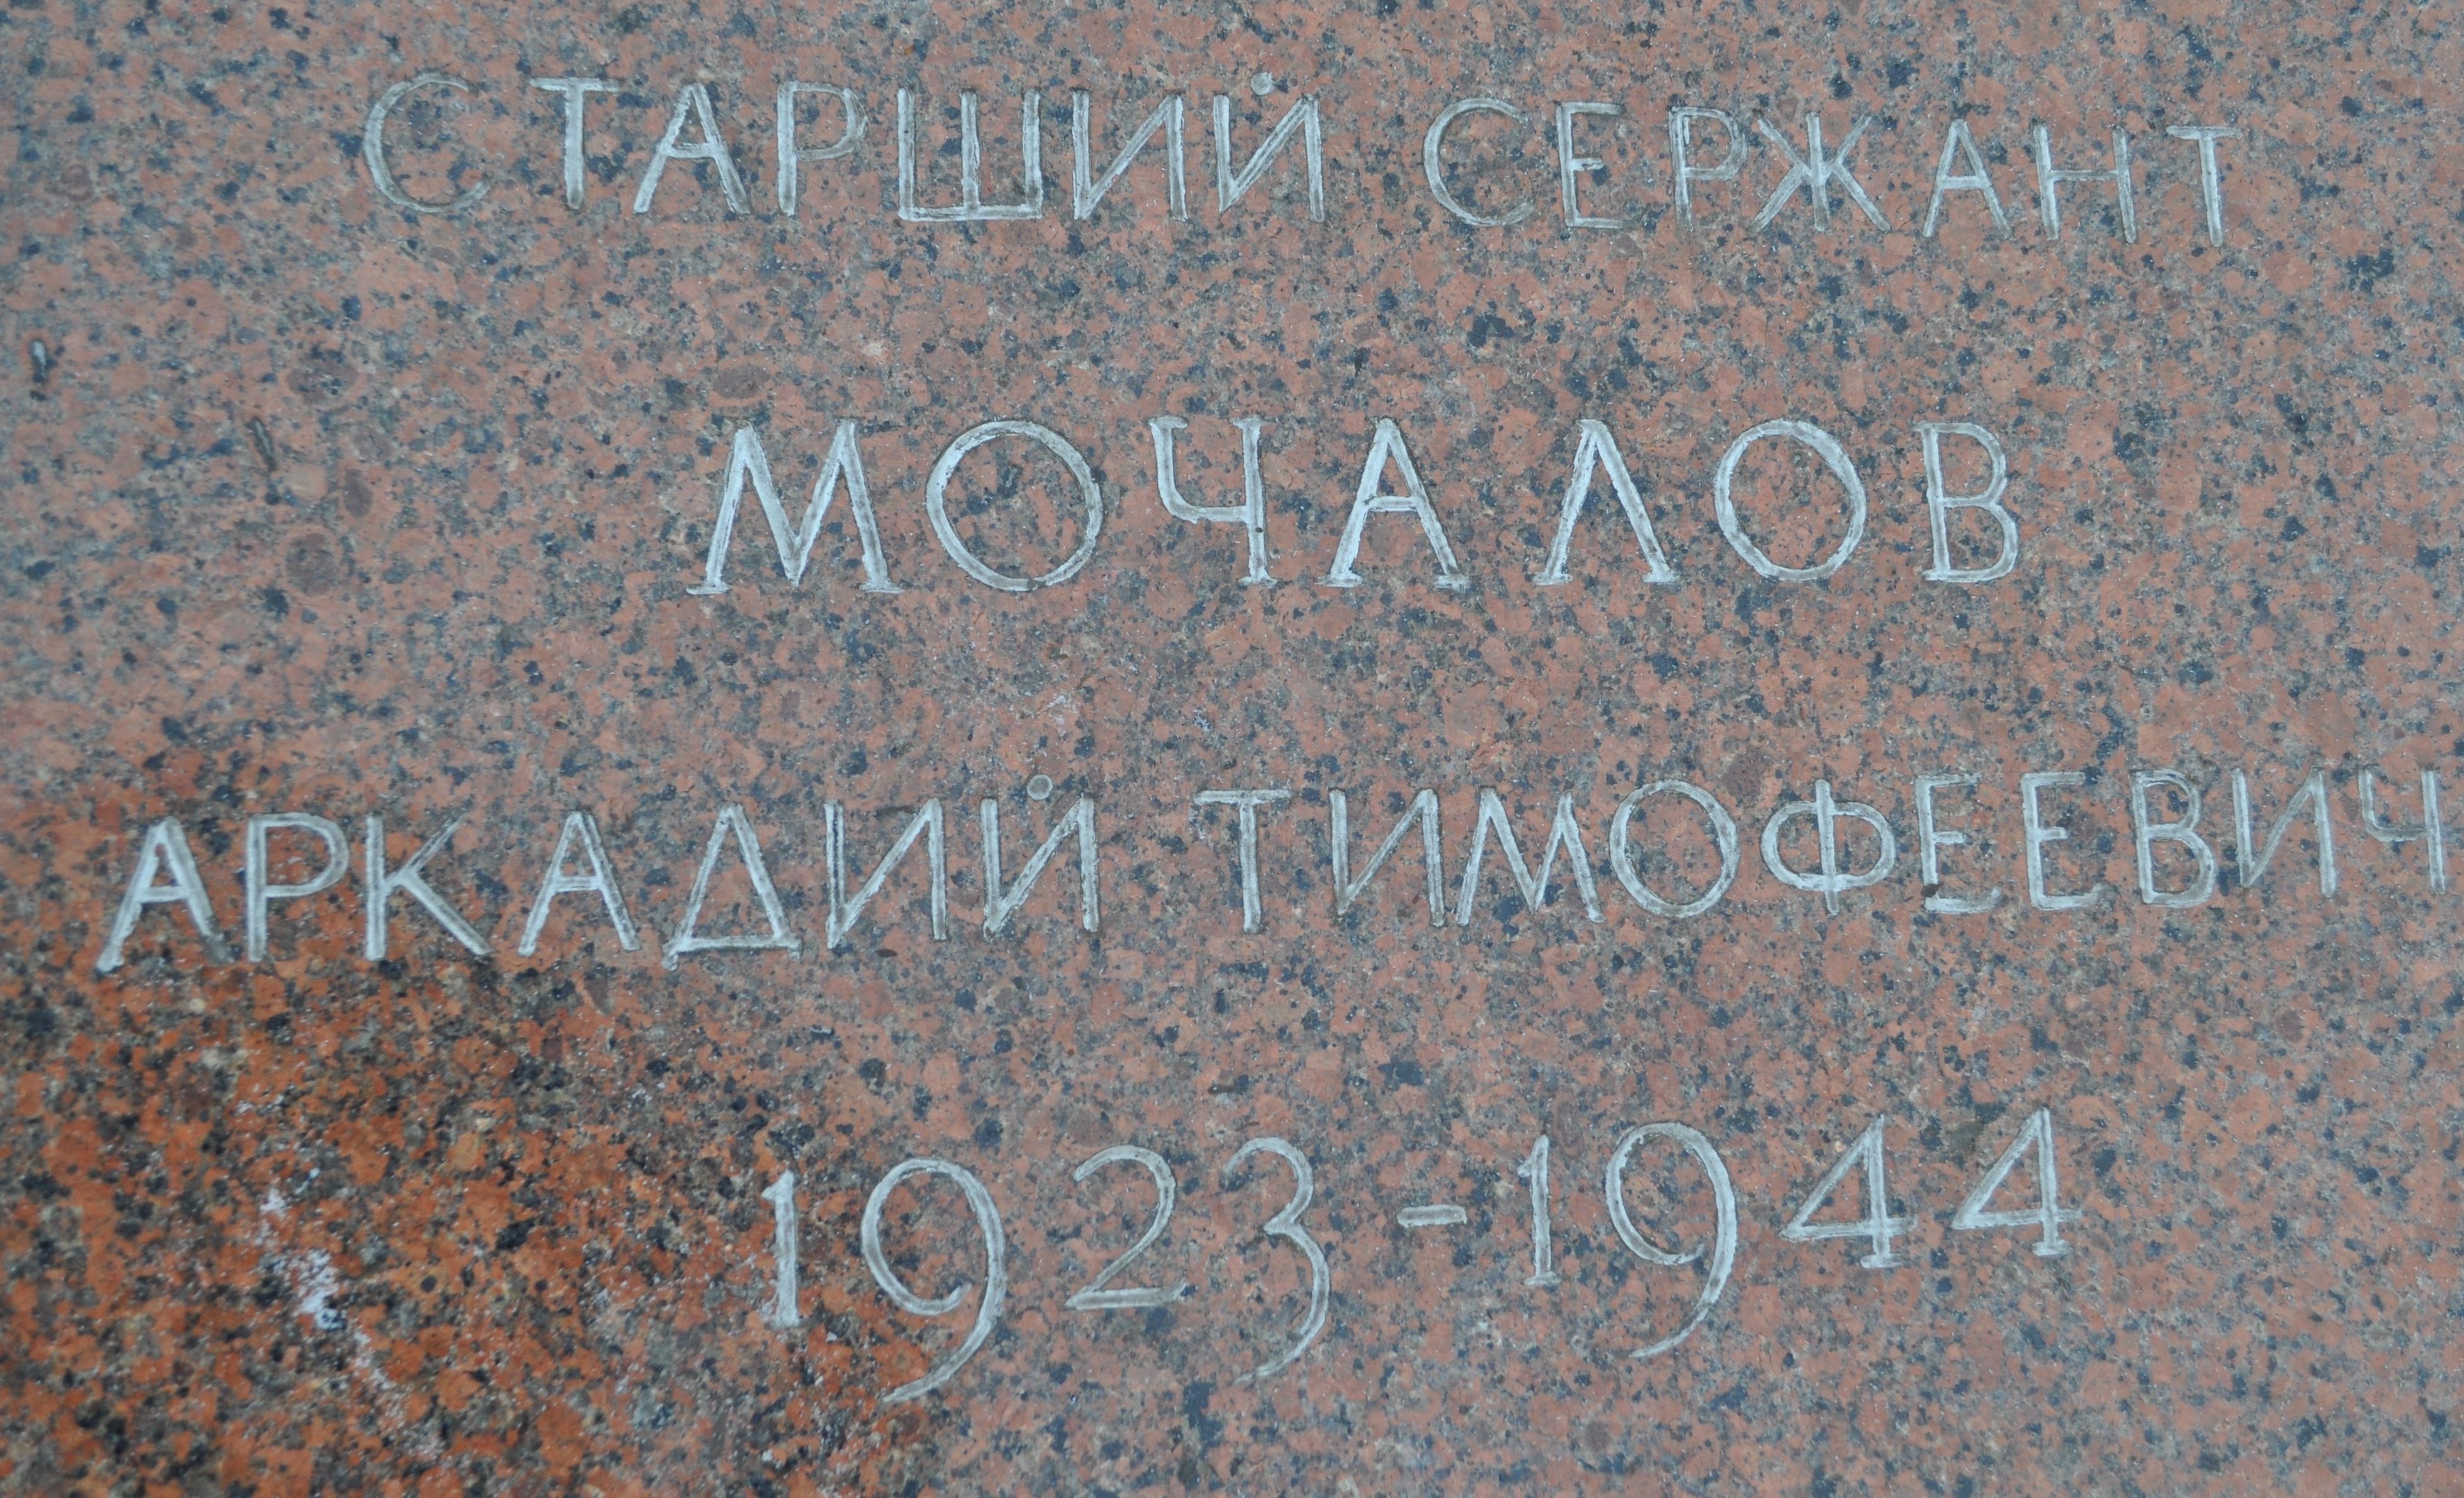 СТАРШИЙ СЕРЖАНТ
МОЧАЛОВ
АРКАДИЙ ТИМОФЕЕВИЧ
1923-1944